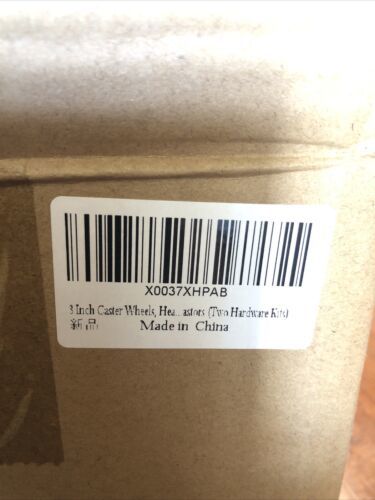 X0037XHPAB
3 Inch Caster Wheels, Hea...astors (Two Hardware Kits)
新品 Made in China